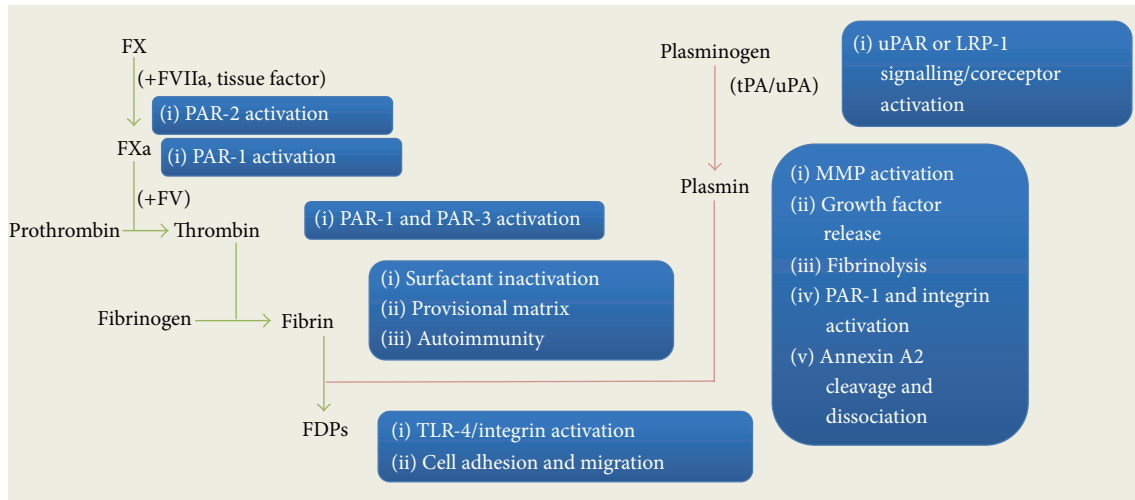 FX
(+FVIIa, tissue factor)
(i) PAR-2 activation
FXa
(i) PAR-1 activation
(+FV)
Prothrombin
Thrombin
(i) PAR-1 and PAR-3 activation
(i) Surfactant inactivation
(ii) Provisional matrix
(iii) Autoimmunity
Fibrinogen
Fibrin
FDPs
(i) TLR-4/integrin activation
(ii) Cell adhesion and migration
Plasminogen
(tPA/uPA)
Plasmin
(i) uPAR or LRP-1
signalling/coreceptor
activation
(i) MMP activation
(ii) Growth factor
release
(iii) Fibrinolysis
(iv) PAR-1 and integrin
activation
(v) Annexin A2
cleavage and
dissociation